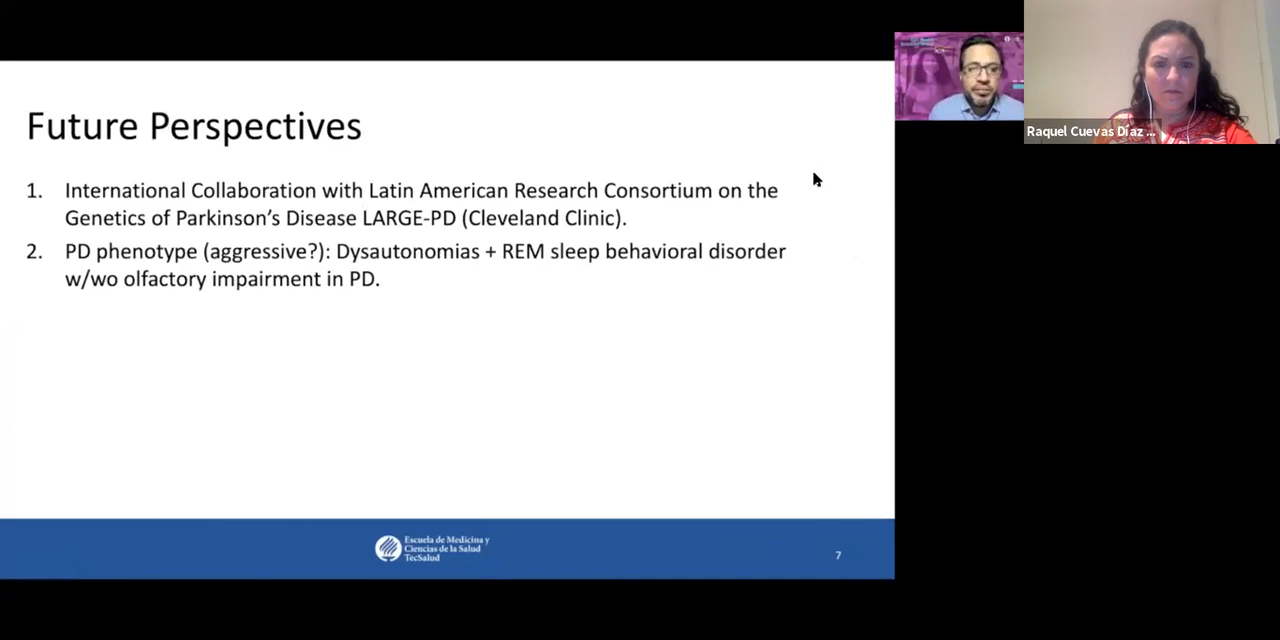 Future Perspectives
1. International Collaboration with Latin American Research Consortium on the
Genetics of Parkinson's Disease LARGE-PD (Cleveland Clinic).
2. PD phenotype (aggressive?): Dysautonomias + REM sleep behavioral disorder
w/wo olfactory impairment in PD.
Escuela de Medicina y
Ciencias de la Salud
TecSalud
7
Raquel Cuevas Díaz ...